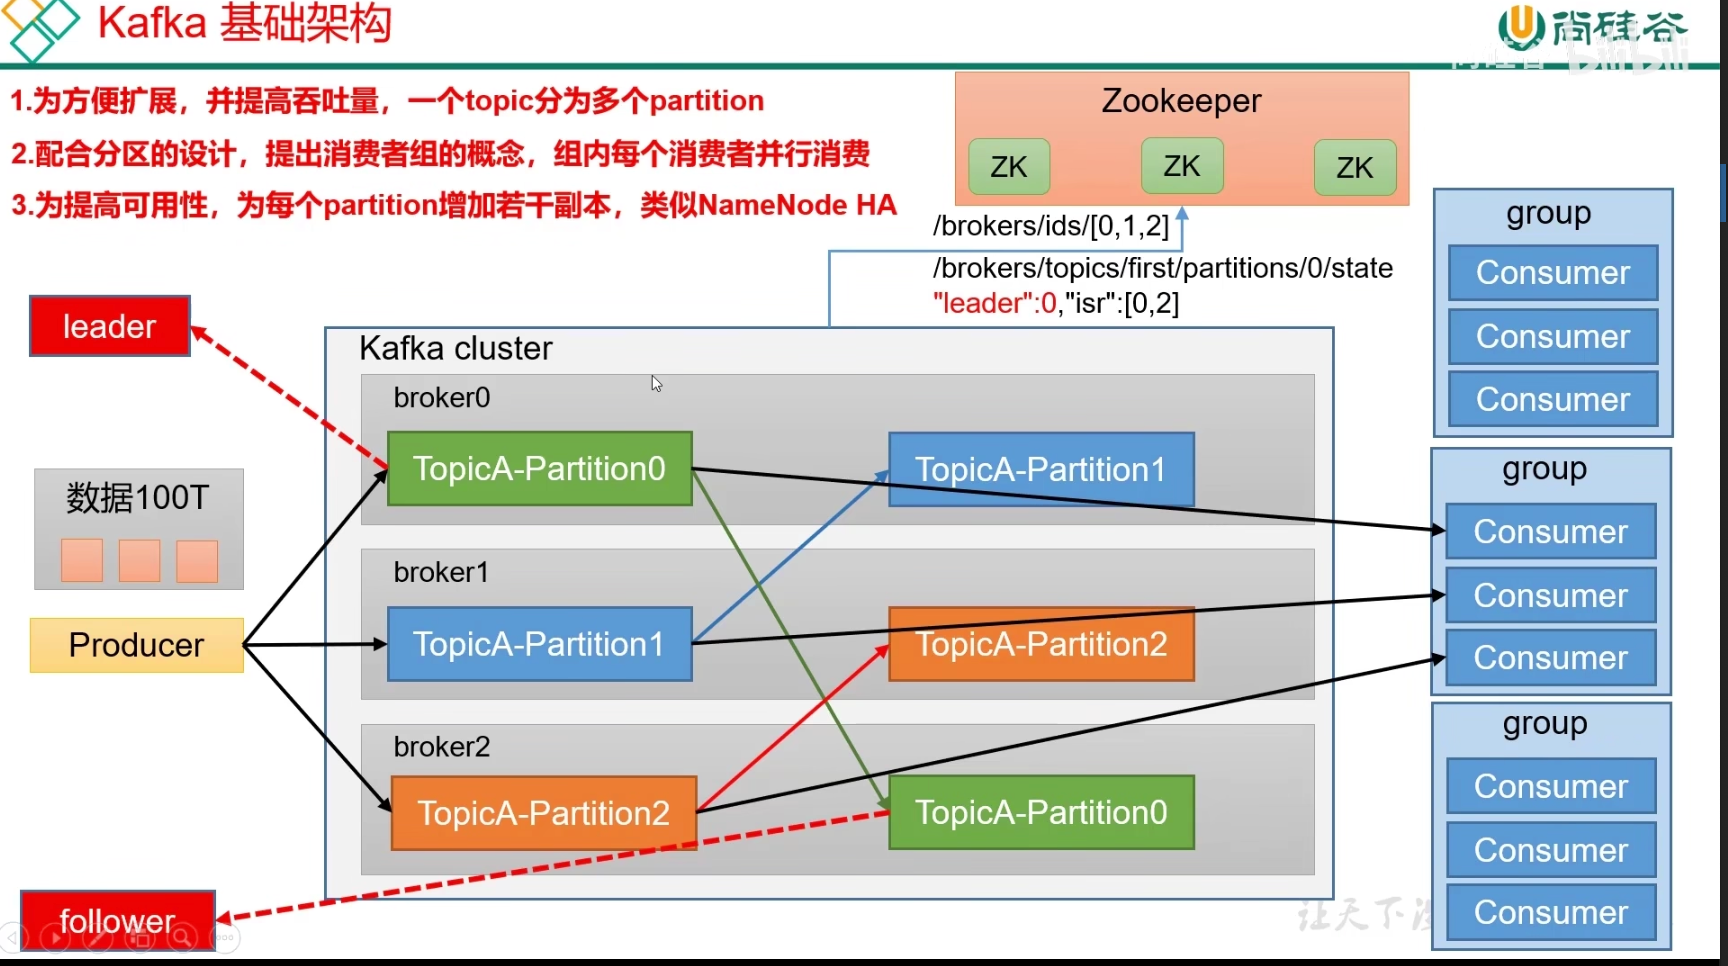 Kafka 基础架构
尚硅谷
1.为方便扩展，并提高吞吐量，一个topic分为多个partition
2.配合分区的设计，提出消费者组的概念，组内每个消费者并行消费
3.为提高可用性，为每个partition增加若干副本，类似NameNode HA
Zookeeper
ZK
ZK
ZK
/brokers/ids/[0,1,2]
/brokers/topics/first/partitions/0/state
"leader":0,"isr":[0,2]
leader
数据100T
Producer
follower
Kafka cluster
broker0
TopicA-Partition0
TopicA-Partition1
broker1
TopicA-Partition1
TopicA-Partition2
broker2
TopicA-Partition2
TopicA-Partition0
group
Consumer
Consumer
Consumer
group
Consumer
Consumer
Consumer
group
Consumer
Consumer
Consumer
让天下没